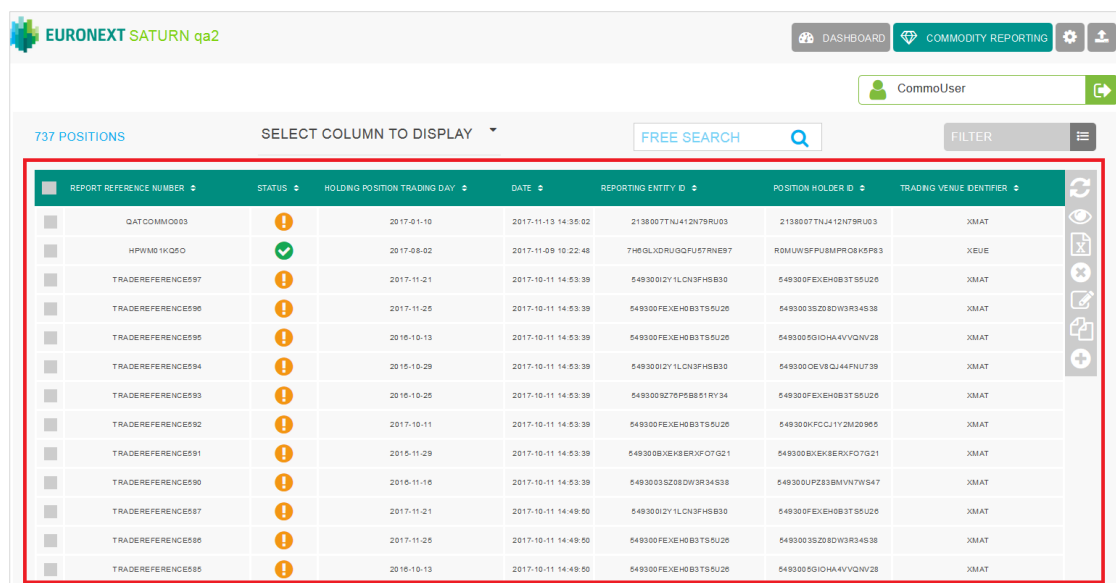 EURONEXT SATURN qa2
DASHBOARD COMMODITY REPORTING
CommoUser
737 POSITIONS SELECT COLUMN TO DISPLAY FREE SEARCH FILTER
REPORT REFERENCE NUMBER STATUS HOLDING POSITION TRADING DAY DATE REPORTING ENTITY ID POSITION HOLDER ID TRADING VENUE IDENTIFIER
QATCOMMO003 2017-01-10 2017-11-13 14:35:02 2138007TNJ412N79RU03 2138007TNJ412N79RU03 XMAT
HPWM01KQ5O 2017-08-02 2017-11-09 10:22:48 7H6GLXDRUGQFU57RNE97 R0MUWSFPU8MPRO8K5P83 XEUE
TRADEREFERENCE597 2017-11-21 2017-10-11 14:53:39 549300I2Y1LCN3FHSB30 549300FEXEH0B3TS5U26 XMAT
TRADEREFERENCE596 2017-11-25 2017-10-11 14:53:39 549300FEXEH0B3TS5U26 5493003SZ08DW3R34S38 XMAT
TRADEREFERENCE595 2016-10-13 2017-10-11 14:53:39 549300FEXEH0B3TS5U26 5493005GIOHA4VVQNV28 XMAT
TRADEREFERENCE594 2015-10-29 2017-10-11 14:53:39 549300I2Y1LCN3FHSB30 549300OEV8QJ44FNU739 XMAT
TRADEREFERENCE593 2016-10-25 2017-10-11 14:53:39 5493009Z76P5B851RY34 549300FEXEH0B3TS5U26 XMAT
TRADEREFERENCE592 2017-10-11 2017-10-11 14:53:39 549300FEXEH0B3TS5U26 549300KFCCJ1Y2M20965 XMAT
TRADEREFERENCE591 2015-11-29 2017-10-11 14:53:39 549300BXEK8ERXFO7G21 549300BXEK8ERXFO7G21 XMAT
TRADEREFERENCE590 2016-11-16 2017-10-11 14:53:39 5493003SZ08DW3R34S38 549300UPZ83BMVN7WS47 XMAT
TRADEREFERENCE587 2017-11-21 2017-10-11 14:49:50 549300I2Y1LCN3FHSB30 549300FEXEH0B3TS5U26 XMAT
TRADEREFERENCE586 2017-11-25 2017-10-11 14:49:50 549300FEXEH0B3TS5U26 5493003SZ08DW3R34S38 XMAT
TRADEREFERENCE585 2016-10-13 2017-10-11 14:49:50 549300FEXEH0B3TS5U26 5493005GIOHA4VVQNV28 XMAT